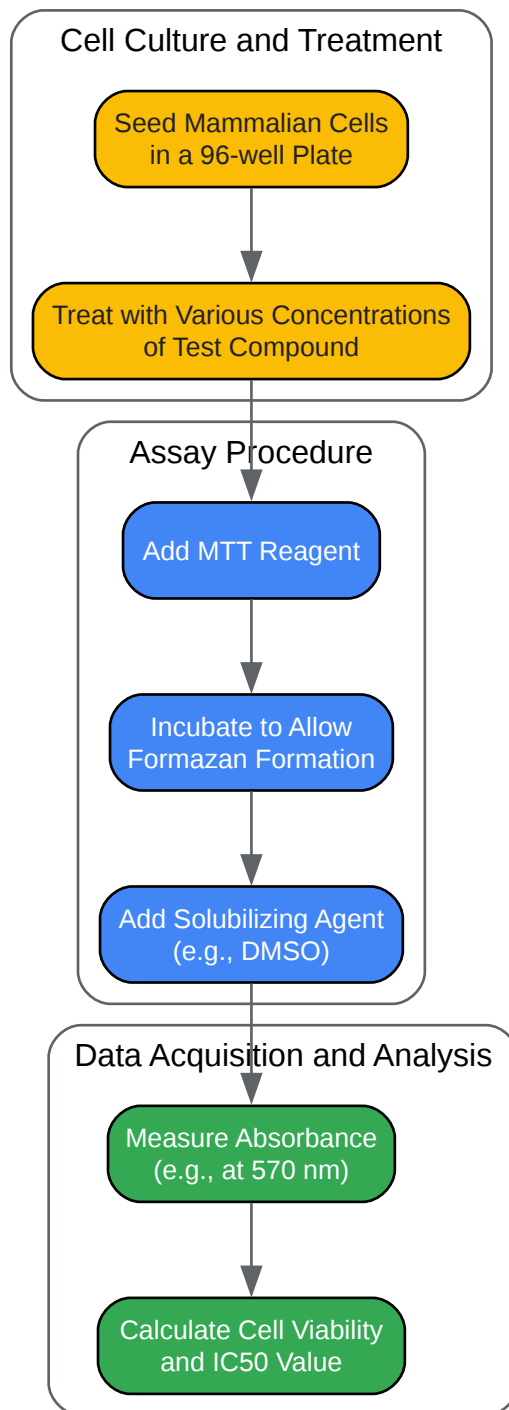 Cell Culture and Treatment
Seed Mammalian Cells
in a 96-well Plate
Treat with Various Concentrations
of Test Compound
Assay Procedure
Add MTT Reagent
Incubate to Allow
Formazan Formation
Add Solubilizing Agent
(e.g., DMSO)
Data Acquisition and Analysis
Measure Absorbance
(e.g., at 570 nm)
Calculate Cell Viability
and IC50 Value